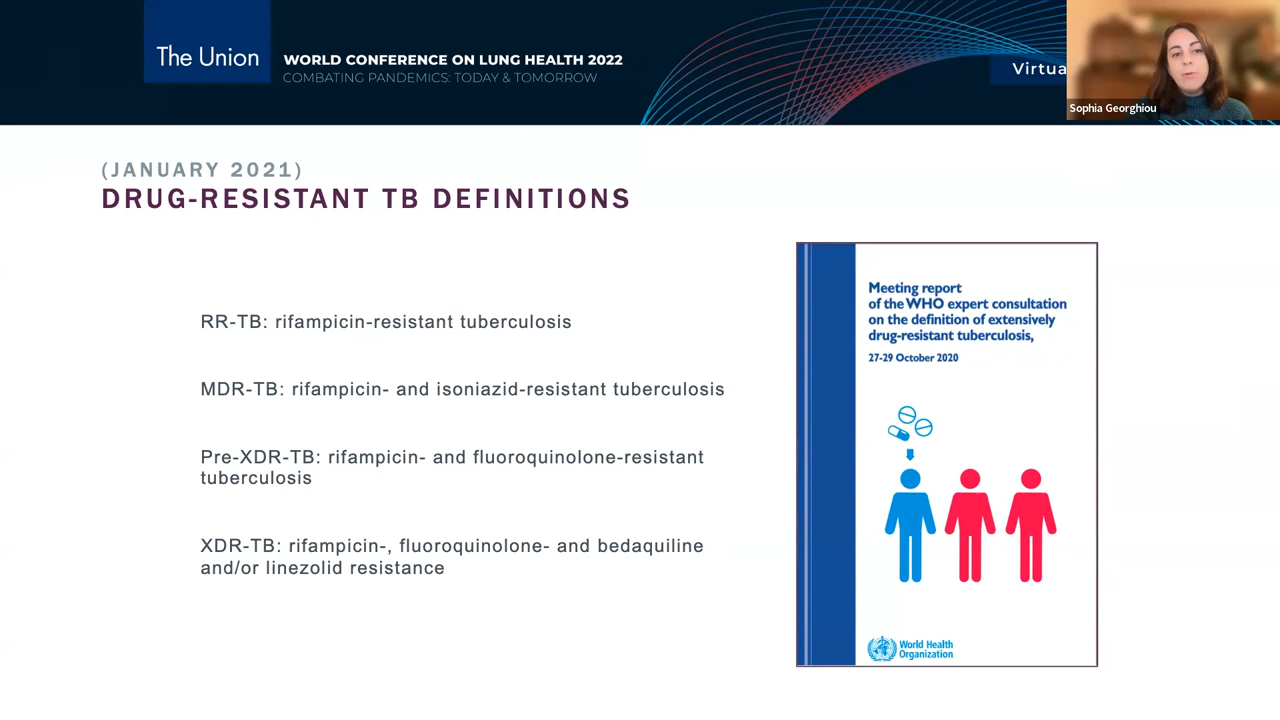 The Union
WORLD CONFERENCE ON LUNG HEALTH 2022
COMBATING PANDEMICS: TODAY & TOMORROW
Virtua
Sophia Georghiou
(JANUARY 2021)
DRUG-RESISTANT TB DEFINITIONS
RR-TB: rifampicin-resistant tuberculosis
MDR-TB: rifampicin- and isoniazid-resistant tuberculosis
Pre-XDR-TB: rifampicin- and fluoroquinolone-resistant
tuberculosis
XDR-TB: rifampicin-, fluoroquinolone- and bedaquiline
and/or linezolid resistance
Meeting report
of the WHO expert consultation
on the definition of extensively
drug-resistant tuberculosis,
27-29 October 2020
World Health
Organization